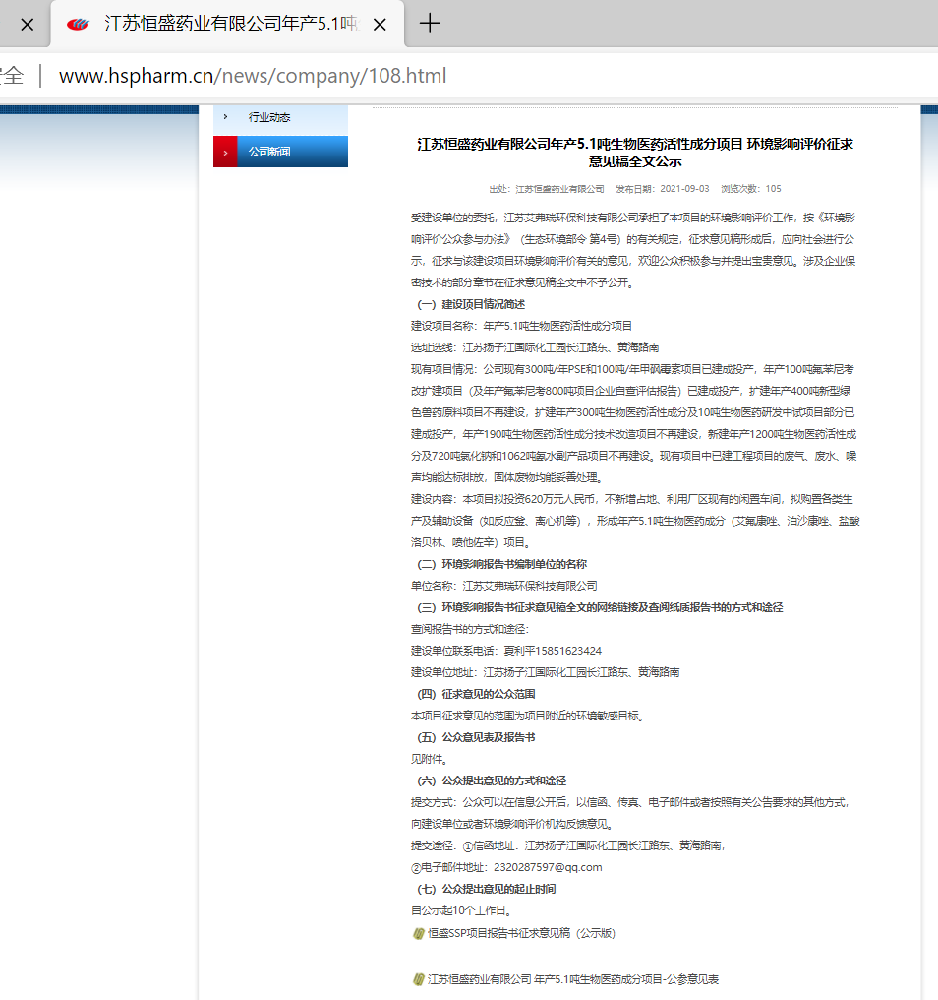 江苏恒盛药业有限公司年产5.1吨
安全 | www.hspharm.cn/news/company/108.html
行业动态
公司新闻
江苏恒盛药业有限公司年产5.1吨生物医药活性成分项目 环境影响评价征求
意见稿全文公示
出处：江苏恒盛药业有限公司 发布日期：2021-09-03 浏览次数：105
受建设单位的委托，江苏艾弗瑞环保科技有限公司承担了本项目的环境影响评价工作，按《环境影
响评价公众参与办法》（生态环境部令 第4号）的有关规定，征求意见稿形成后，应向社会进行公
示，征求与该建设项目环境影响评价有关的意见，欢迎公众积极参与并提出宝贵意见。涉及企业保
密技术的部分章节在征求意见稿全文中不予公开。
（一）建设项目情况简述
建设项目名称：年产5.1吨生物医药活性成分项目
选址选线：江苏扬子江国际化工园长江路东、黄海路南
现有项目情况：公司现有300吨/年PSE和100吨/年甲砜霉素项目已建成投产，年产100吨氟苯尼考
改扩建项目（及年产氟苯尼考800吨项目企业自查评估报告）已建成投产，扩建年产400吨新型绿
色兽药原料项目不再建设，扩建年产300吨生物医药活性成分及10吨生物医药研发中试项目部分已
建成投产，年产190吨生物医药活性成分技术改造项目不再建设，新建年产1200吨生物医药活性成
分及720吨氯化钠和1062吨氨水副产品项目不再建设。现有项目中已建工程项目的废气、废水、噪
声均能达标排放，固体废物均能妥善处理。
建设内容：本项目拟投资620万元人民币，不新增占地、利用厂区现有的闲置车间，拟购置各类生
产及辅助设备（如反应釜、离心机等），形成年产5.1吨生物医药成分（艾氟康唑、泊沙康唑、盐酸
洛贝林、喷他佐辛）项目。
（二）环境影响报告书编制单位的名称
单位名称：江苏艾弗瑞环保科技有限公司
（三）环境影响报告书征求意见稿全文的网络链接及查阅纸质报告书的方式和途径
查阅报告书的方式和途径：
建设单位联系电话：夏利平15851623424
建设单位地址：江苏扬子江国际化工园长江路东、黄海路南
（四）征求意见的公众范围
本项目征求意见的范围为项目附近的环境敏感目标。
（五）公众意见表及报告书
见附件。
（六）公众提出意见的方式和途径
提交方式：公众可以在信息公开后，以信函、传真、电子邮件或者按照有关公告要求的其他方式，
向建设单位或者环境影响评价机构反馈意见。
提交途径：①信函地址：江苏扬子江国际化工园长江路东、黄海路南；
②电子邮件地址：2320287597@qq.com
（七）公众提出意见的起止时间
自公示起10个工作日。
恒盛SSP项目报告书征求意见稿（公示版）
江苏恒盛药业有限公司 年产5.1吨生物医药成分项目-公参意见表